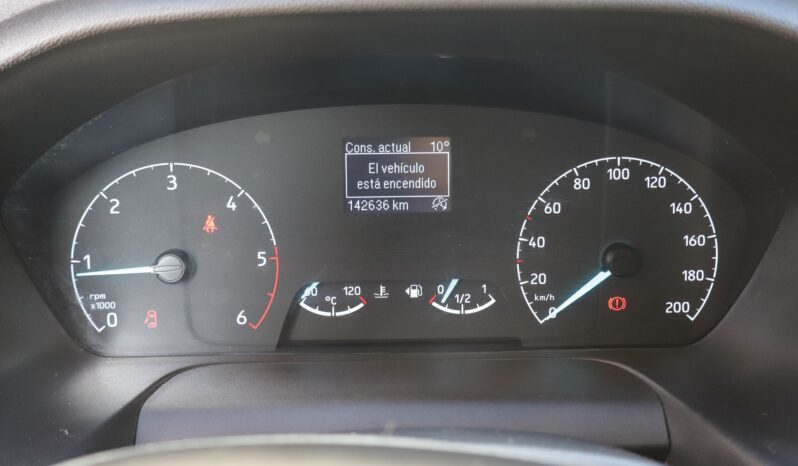 Cons. actual 10°
El vehículo
está encendido
142636 km
0 1 2 3 4 5 6
rpm
x1000
60 120
°C
0 1/2 1
0 20 40 60 80 100 120 140 160 180 200
km/h